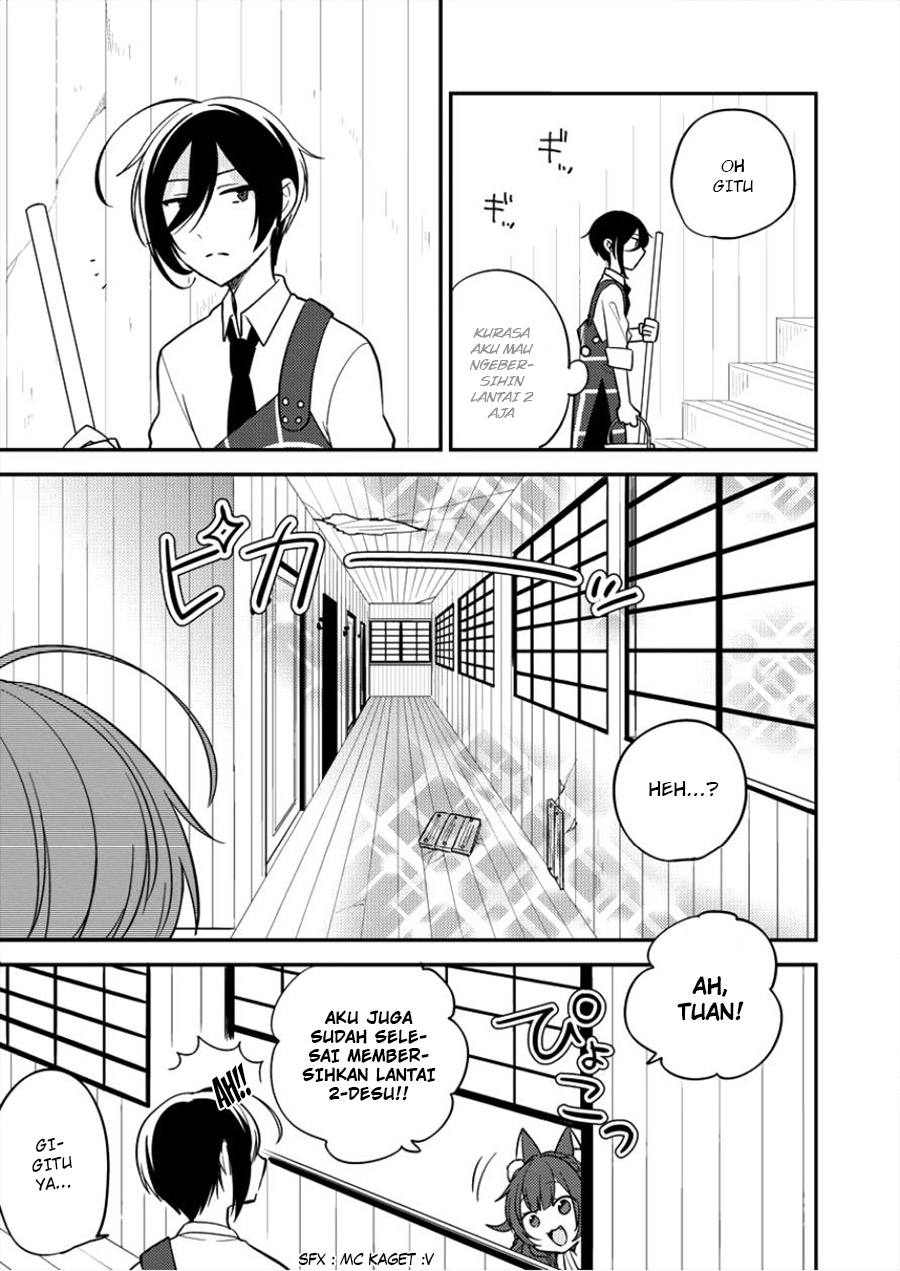 OH
GITU
ギッ
ギッ
KURASA
AKU MAU
NGEBER-
SIHIN
LANTAI 2
AJA
ピカーーッ
HEH...?
AH,
TUAN!
ぴょこっ
AKU JUGA
SUDAH SELE-
SAI MEMBER-
SIHKAN LANTAI
2-DESU!!
AH!!
GI-
GITU
YA...
SFX : MC KAGET :V